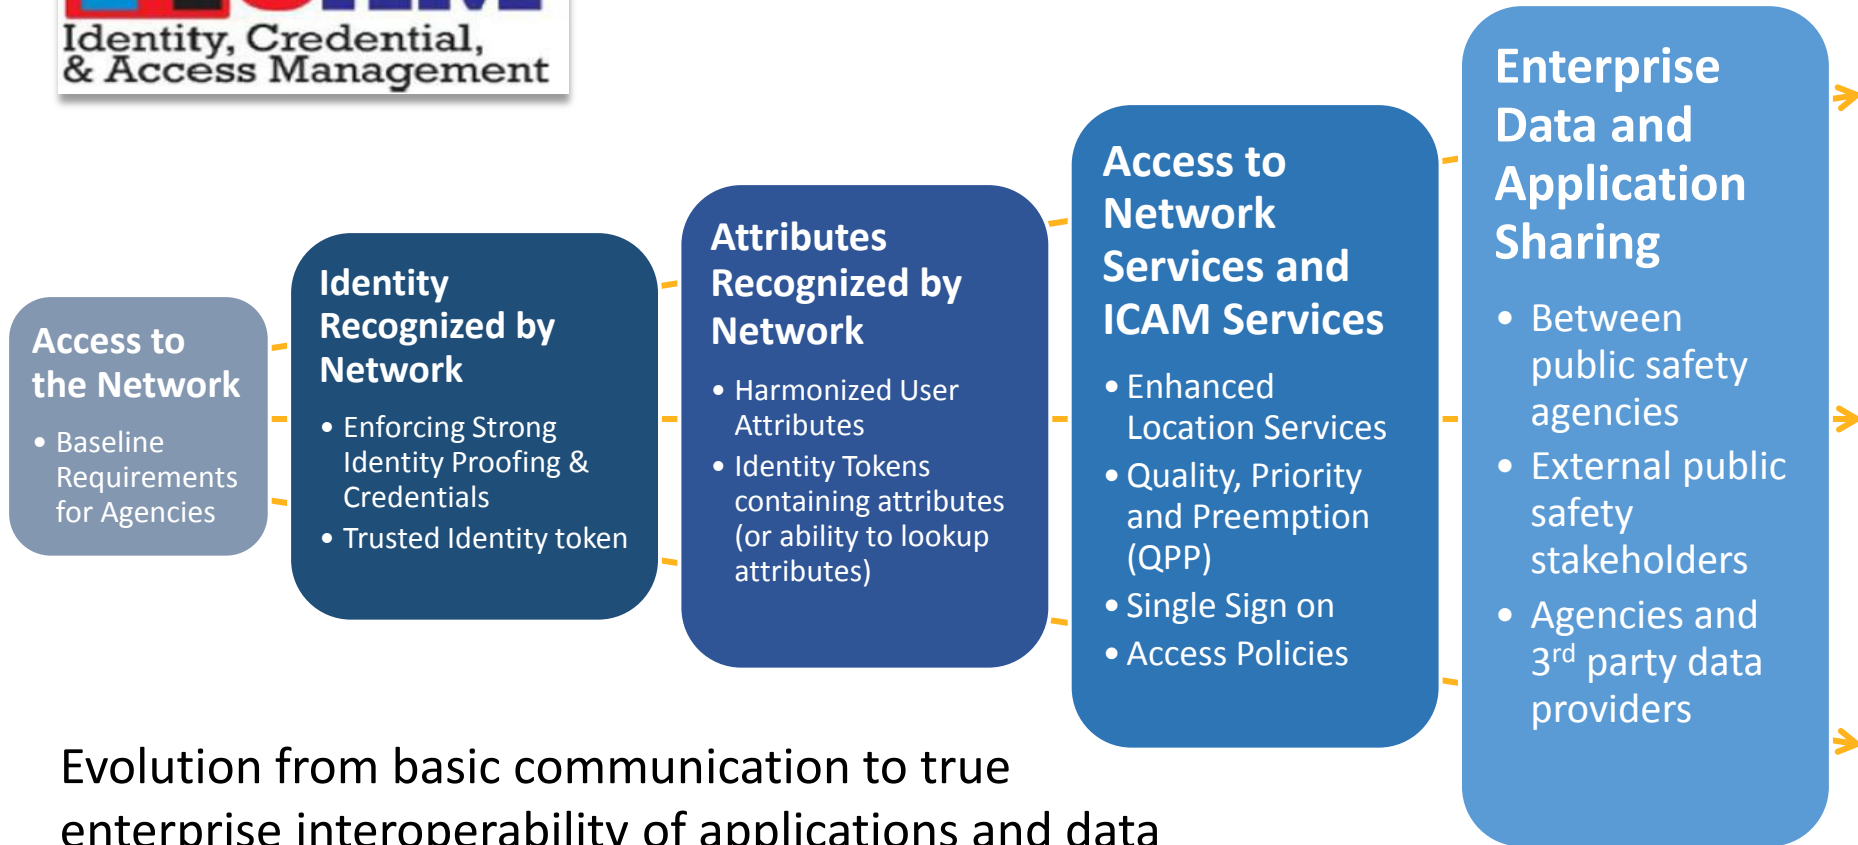 Identity, Credential,
& Access Management
Access to
the Network
• Baseline
Requirements
for Agencies
Identity
Recognized by
Network
• Enforcing Strong
Identity Proofing &
Credentials
• Trusted Identity token
Attributes
Recognized by
Network
• Harmonized User
Attributes
• Identity Tokens
containing attributes
(or ability to lookup
attributes)
Access to
Network
Services and
ICAM Services
• Enhanced
Location Services
• Quality, Priority
and Preemption
(QPP)
• Single Sign on
• Access Policies
Enterprise
Data and
Application
Sharing
• Between
public safety
agencies
• External public
safety
stakeholders
• Agencies and
3rd party data
providers
Evolution from basic communication to true
enterprise interoperability of applications and data